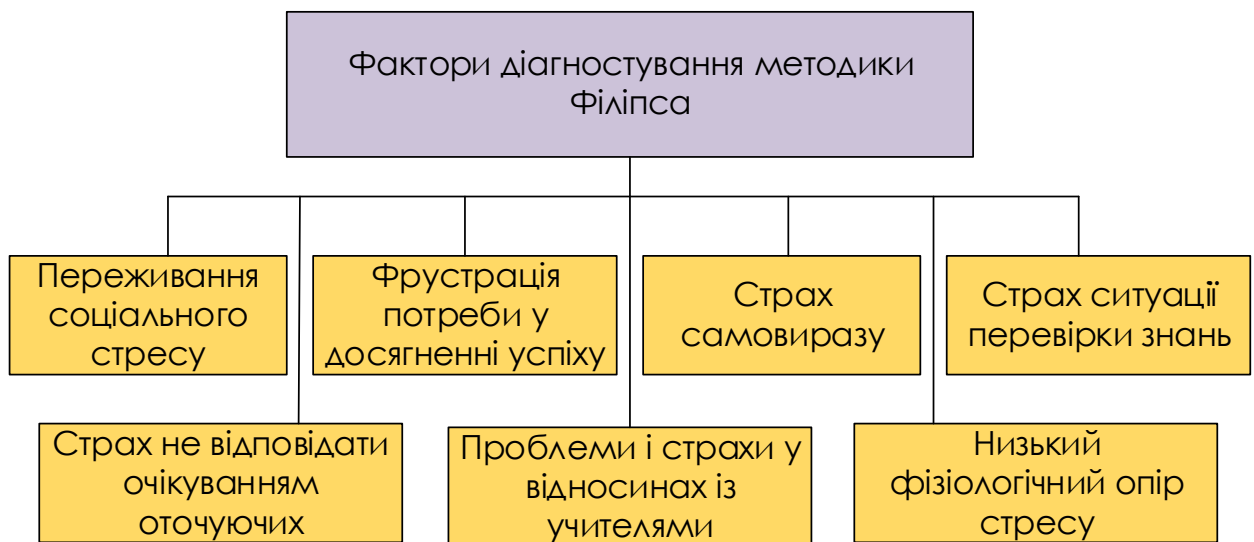 Фактори діагностування методики
Філіпса
Переживання
соціального
стресу
Фрустрація
потреби у
досягненні успіху
Страх
самовиразу
Страх ситуації
перевірки знань
Страх не відповідати
очікуванням
оточуючих
Проблеми і страхи у
відносинах із
учителями
Низький
фізіологічний опір
стресу